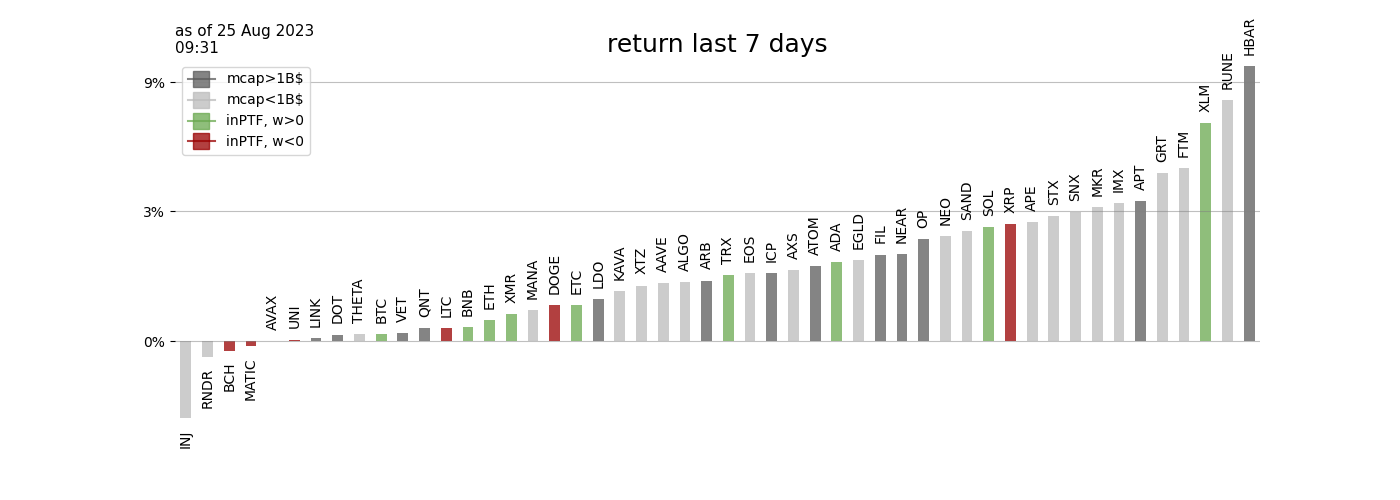 as of 25 Aug 2023
09:31
return last 7 days
mcap>1B$
mcap<1B$
inPTF, w>0
inPTF, w<0
9%
3%
0%
INJ
RNDR
BCH
MATIC
AVAX
UNI
LINK
DOT
THETA
BTC
VET
QNT
LTC
BNB
ETH
XMR
MANA
DOGE
ETC
LDO
KAVA
XTZ
AAVE
ALGO
ARB
TRX
EOS
ICP
AXS
ATOM
ADA
EGLD
FIL
NEAR
OP
NEO
SAND
SOL
XRP
APE
STX
SNX
MKR
IMX
APT
GRT
FTM
XLM
RUNE
HBAR